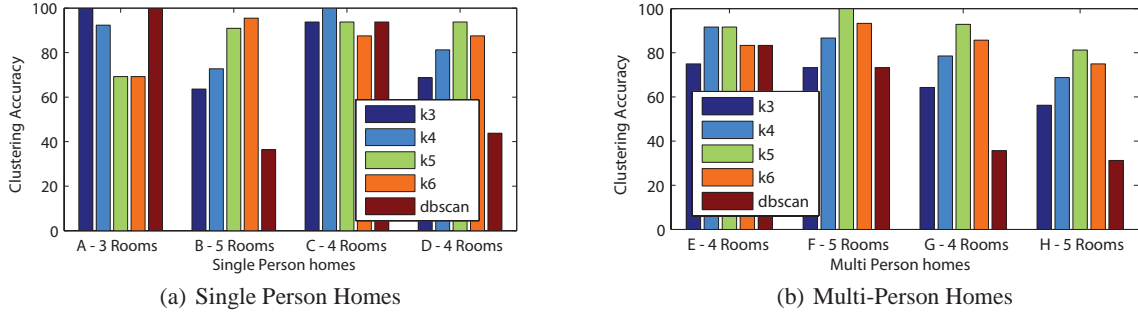 100
80
60
40
20
0
Clustering Accuracy
k3
k4
k5
k6
dbscan
A - 3 Rooms
B - 5 Rooms
C - 4 Rooms
D - 4 Rooms
Single Person homes
(a) Single Person Homes
100
80
60
40
20
0
Clustering Accuracy
k3
k4
k5
k6
dbscan
E - 4 Rooms
F - 5 Rooms
G - 4 Rooms
H - 5 Rooms
Multi Person homes
(b) Multi-Person Homes